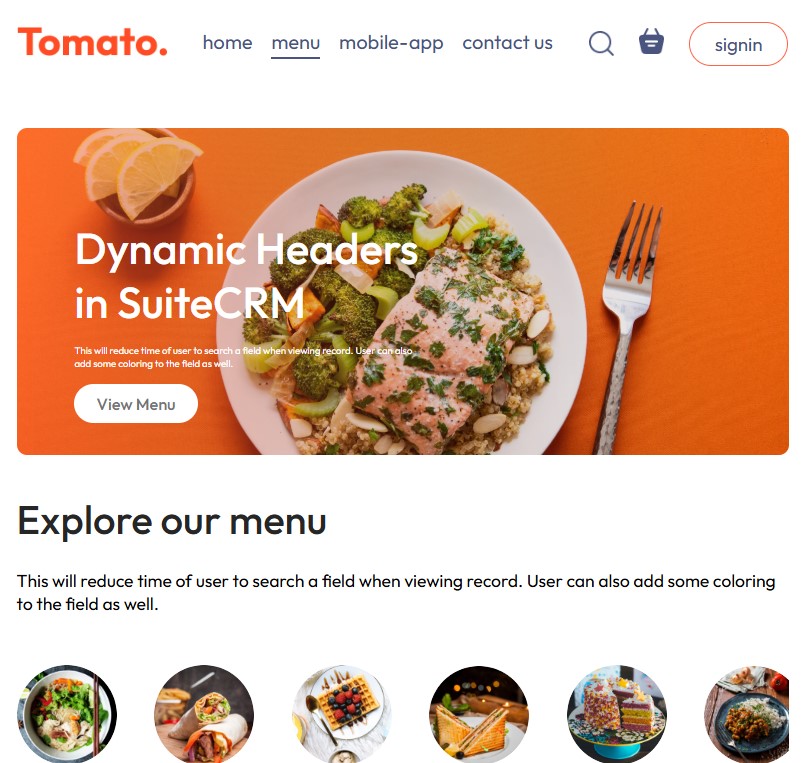 Tomato.
home menu mobile-app contact us signin
Dynamic Headers
in SuiteCRM
This will reduce time of user to search a field when viewing record. User can also
add some coloring to the field as well.
View Menu
Explore our menu
This will reduce time of user to search a field when viewing record. User can also add some coloring
to the field as well.